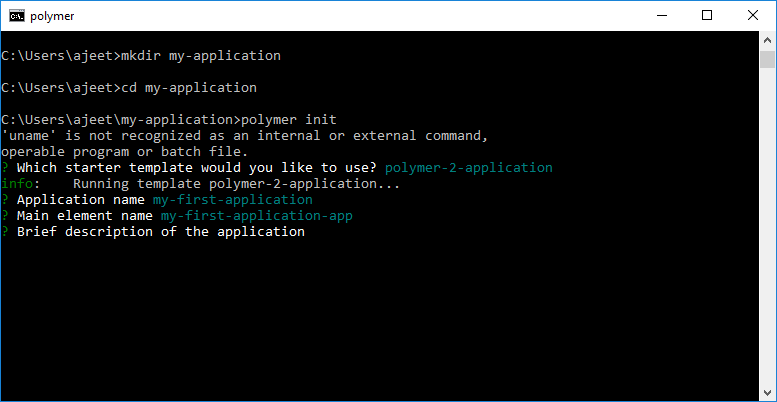 polymer
C:\Users\ajeet>mkdir my-application
C:\Users\ajeet>cd my-application
C:\Users\ajeet\my-application>polymer init
'uname' is not recognized as an internal or external command,
operable program or batch file.
? Which starter template would you like to use? polymer-2-application
info:    Running template polymer-2-application...
? Application name my-first-application
? Main element name my-first-application-app
? Brief description of the application